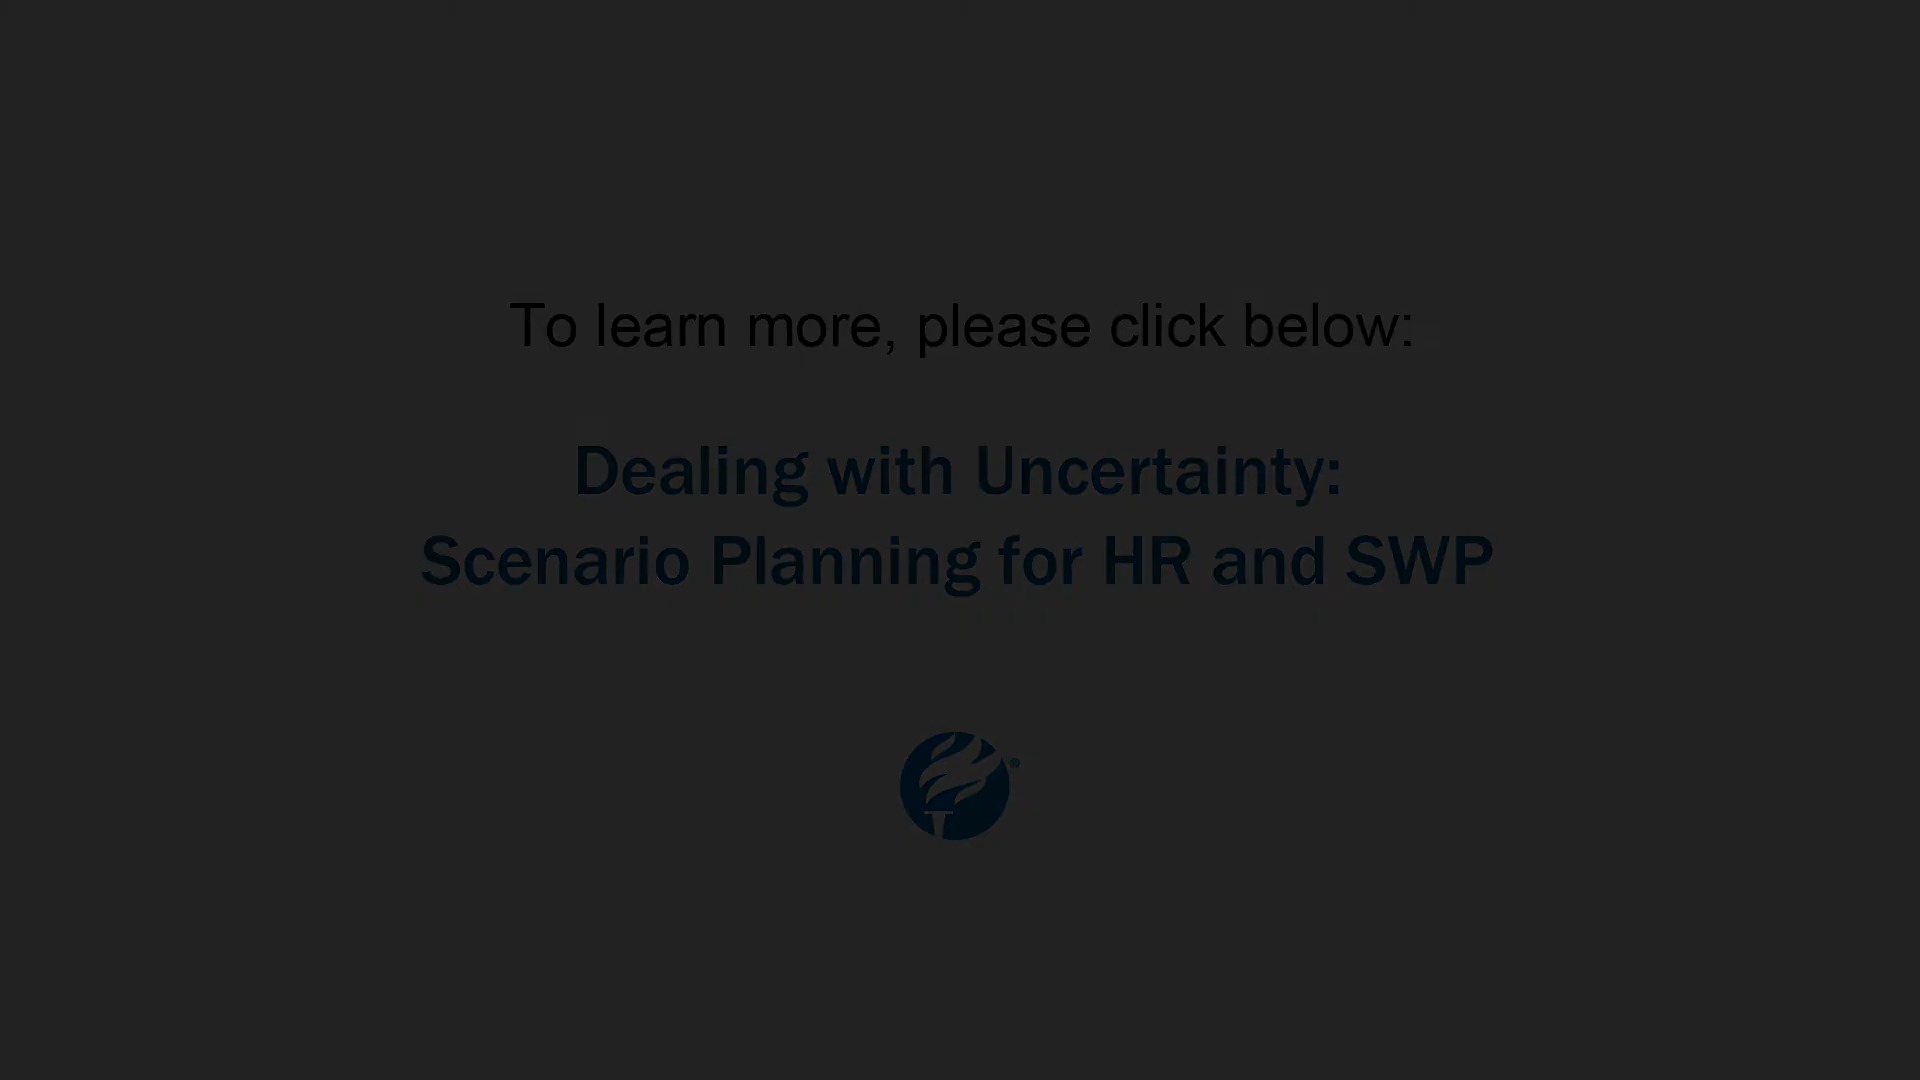 To learn more, please click below:
Dealing with Uncertainty:
Scenario Planning for HR and SWP
®